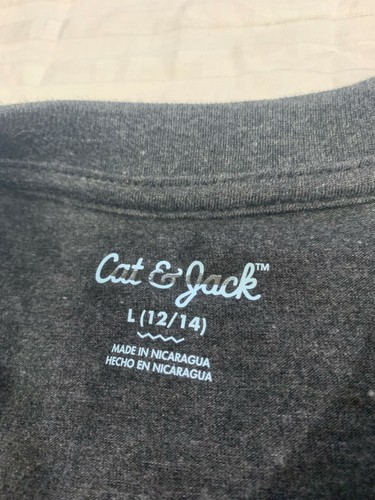 Cat & Jack™
L (12/14)
MADE IN NICARAGUA
HECHO EN NICARAGUA